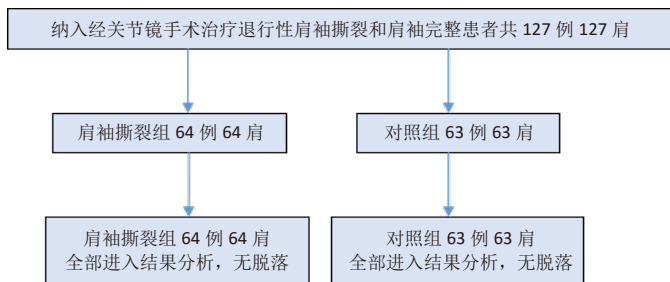 纳入经关节镜手术治疗退行性肩袖撕裂和肩袖完整患者共 127 例 127 肩
肩袖撕裂组 64 例 64 肩
对照组 63 例 63 肩
肩袖撕裂组 64 例 64 肩
全部进入结果分析，无脱落
对照组 63 例 63 肩
全部进入结果分析，无脱落